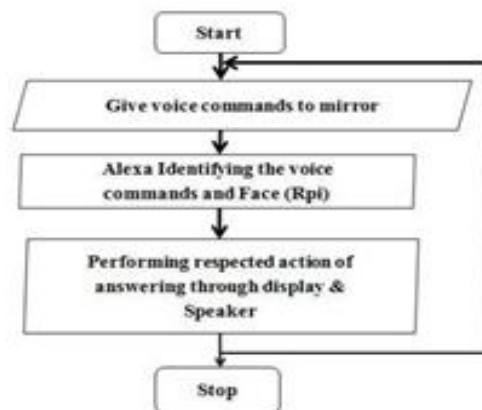 Start
Give voice commands to mirror
Alexa Identifying the voice
commands and Face (Rpi)
Performing respected action of
answering through display &
Speaker
Stop